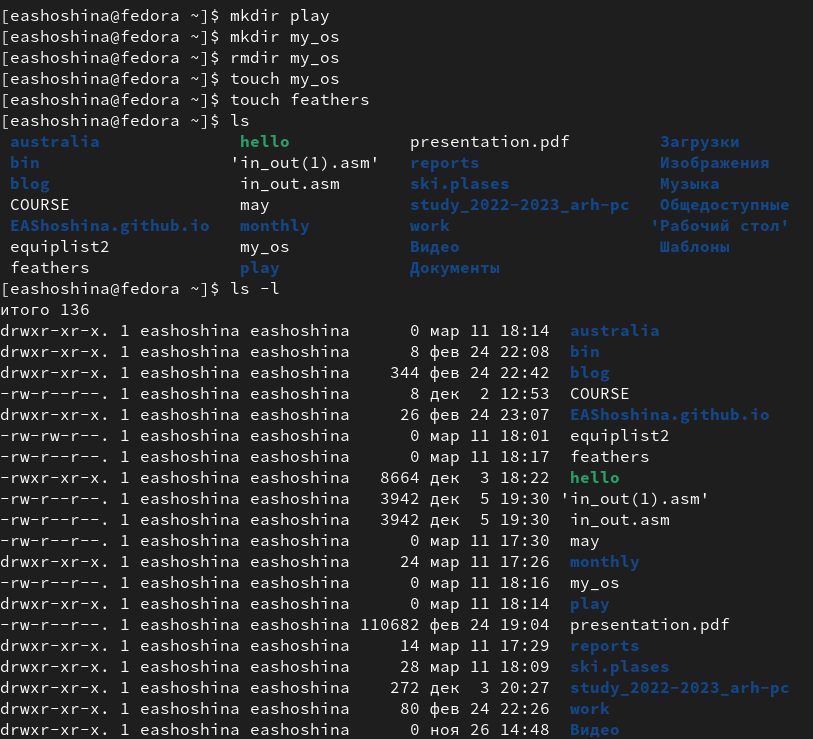 [eashoshina@fedora ~]$ mkdir play
[eashoshina@fedora ~]$ mkdir my_os
[eashoshina@fedora ~]$ rmdir my_os
[eashoshina@fedora ~]$ touch my_os
[eashoshina@fedora ~]$ touch feathers
[eashoshina@fedora ~]$ ls
australia hello presentation.pdf Загрузки
bin 'in_out(1).asm' reports Изображения
blog in_out.asm ski.plases Музыка
COURSE may study_2022-2023_arh-pc Общедоступные
EAShoshina.github.io monthly work 'Рабочий стол'
equiplist2 my_os Видео Шаблоны
feathers play Документы
[eashoshina@fedora ~]$ ls -l
итого 136
drwxr-xr-x. 1 eashoshina eashoshina 0 мар 11 18:14 australia
drwxr-xr-x. 1 eashoshina eashoshina 8 фев 24 22:08 bin
drwxr-xr-x. 1 eashoshina eashoshina 344 фев 24 22:42 blog
-rw-r--r--. 1 eashoshina eashoshina 8 дек 2 12:53 COURSE
drwxr-xr-x. 1 eashoshina eashoshina 26 фев 24 23:07 EAShoshina.github.io
-rw-rw-r--. 1 eashoshina eashoshina 0 мар 11 18:01 equiplist2
-rw-r--r--. 1 eashoshina eashoshina 0 мар 11 18:17 feathers
-rwxr-xr-x. 1 eashoshina eashoshina 8664 дек 3 18:22 hello
-rw-r--r--. 1 eashoshina eashoshina 3942 дек 5 19:30 'in_out(1).asm'
-rw-r--r--. 1 eashoshina eashoshina 3942 дек 5 19:30 in_out.asm
-rw-r--r--. 1 eashoshina eashoshina 0 мар 11 17:30 may
drwxr-xr-x. 1 eashoshina eashoshina 24 мар 11 17:26 monthly
-rw-r--r--. 1 eashoshina eashoshina 0 мар 11 18:16 my_os
drwxr-xr-x. 1 eashoshina eashoshina 0 мар 11 18:14 play
-rw-r--r--. 1 eashoshina eashoshina 110682 фев 24 19:04 presentation.pdf
drwxr-xr-x. 1 eashoshina eashoshina 14 мар 11 17:29 reports
drwxr-xr-x. 1 eashoshina eashoshina 28 мар 11 18:09 ski.plases
drwxr-xr-x. 1 eashoshina eashoshina 272 дек 3 20:27 study_2022-2023_arh-pc
drwxr-xr-x. 1 eashoshina eashoshina 80 фев 24 22:26 work
drwxr-xr-x. 1 eashoshina eashoshina 0 ноя 26 14:48 Видео